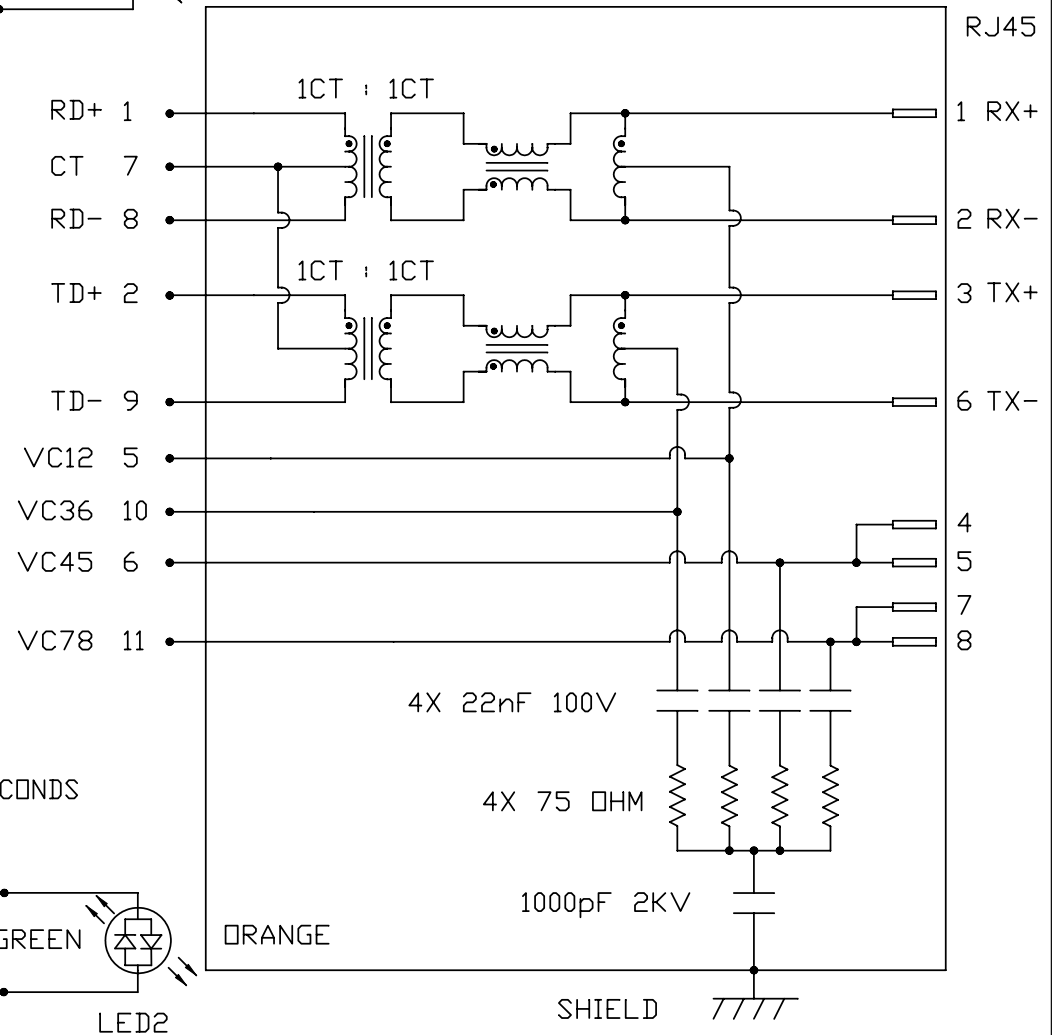 RJ45
1CT : 1CT
RD+ 1
1 RX+
CT 7
RD- 8
2 RX-
1CT : 1CT
TD+ 2
3 TX+
TD- 9
6 TX-
VC12 5
VC36 10
4
VC45 6
5
7
VC78 11
8
4X 22nF 100V
CONDS
4X 75 OHM
1000pF 2KV
GREEN
ORANGE
SHIELD
LED2